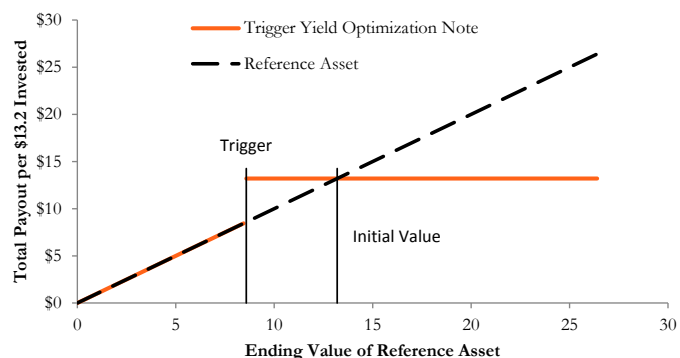 $30
Trigger Yield Optimization Note
$25
Reference Asset
$20
Trigger
$15
$10
Initial Value
$5
$0
0 5 10 15 20 25 30
Total Payout per $13.2 Invested
Ending Value of Reference Asset